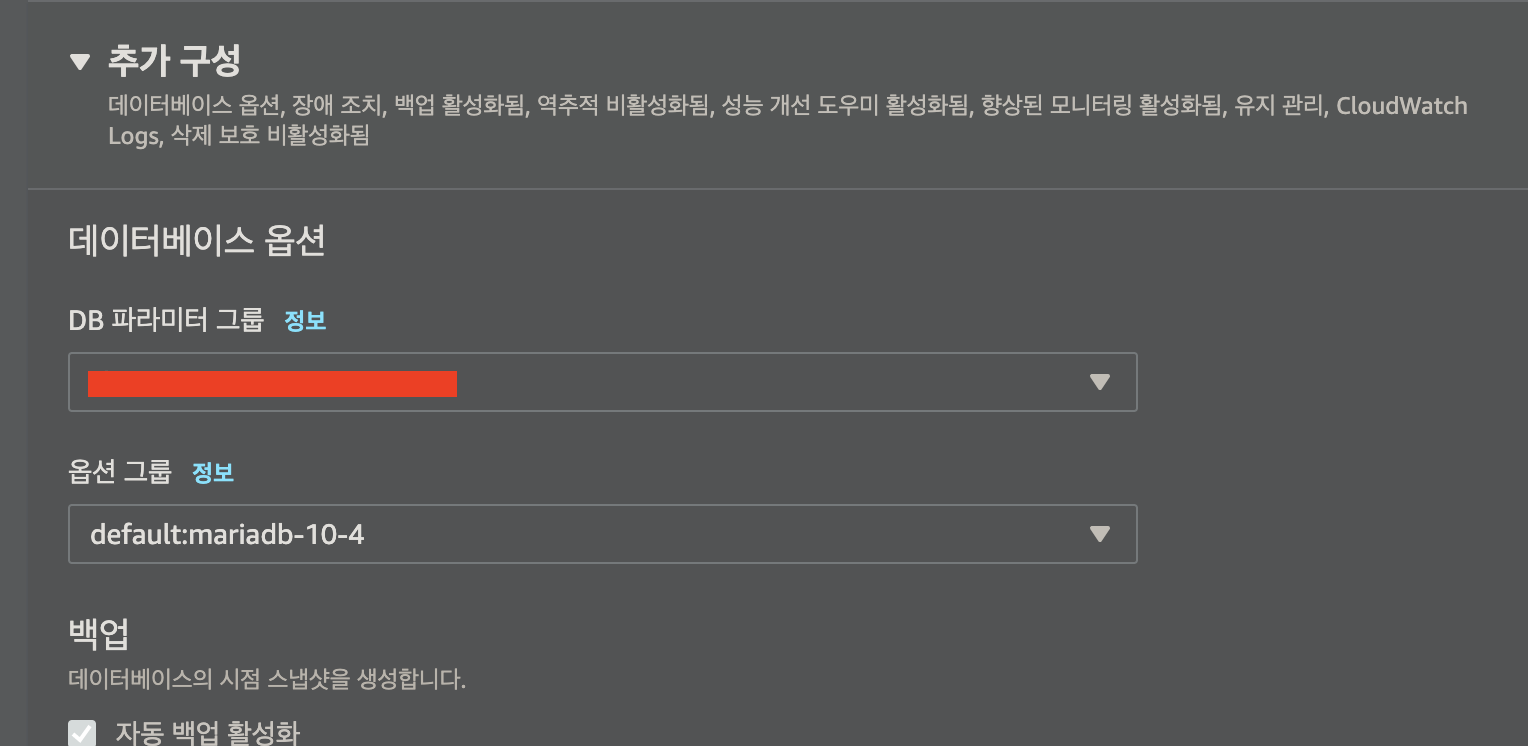 추가 구성
데이터베이스 옵션, 장애 조치, 백업 활성화됨, 역추적 비활성화됨, 성능 개선 도우미 활성화됨, 향상된 모니터링 활성화됨, 유지 관리, CloudWatch
Logs, 삭제 보호 비활성화됨
데이터베이스 옵션
DB 파라미터 그룹 정보
옵션 그룹 정보
default:mariadb-10-4
백업
데이터베이스의 시점 스냅샷을 생성합니다.
자동 백업 활성화